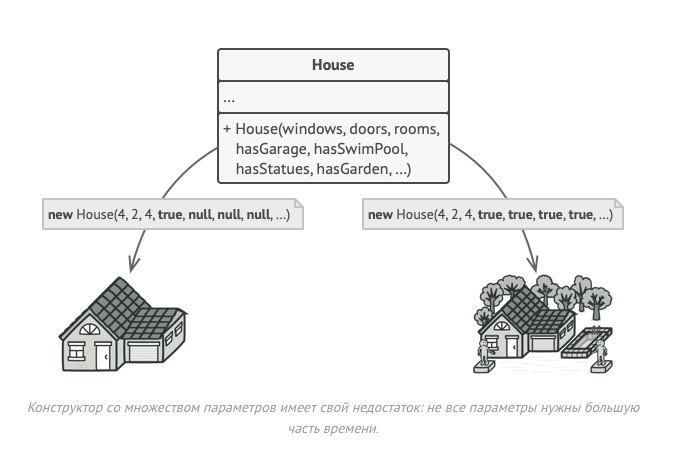 House
...
+ House(windows, doors, rooms,
hasGarage, hasSwimPool,
hasStatues, hasGarden, ...)
new House(4, 2, 4, true, null, null, null, ...)
new House(4, 2, 4, true, true, true, true, ...)
Конструктор со множеством параметров имеет свой недостаток: не все параметры нужны большую
часть времени.